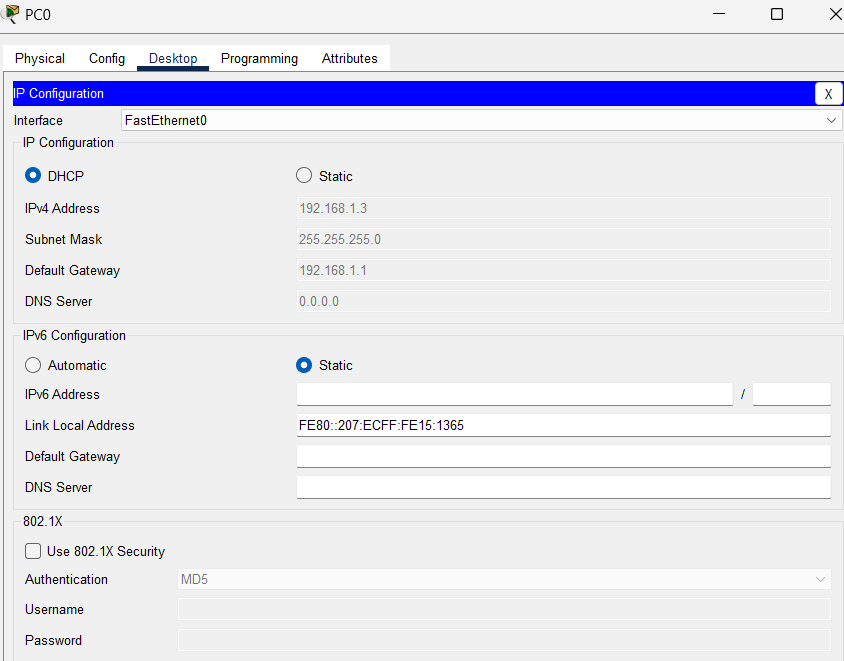 PC0
Physical Config Desktop Programming Attributes
IP Configuration X
Interface FastEthernet0
IP Configuration
DHCP Static
IPv4 Address 192.168.1.3
Subnet Mask 255.255.255.0
Default Gateway 192.168.1.1
DNS Server 0.0.0.0
IPv6 Configuration
Automatic Static
IPv6 Address /
Link Local Address FE80::207:ECFF:FE15:1365
Default Gateway
DNS Server
802.1X
Use 802.1X Security
Authentication MD5
Username
Password